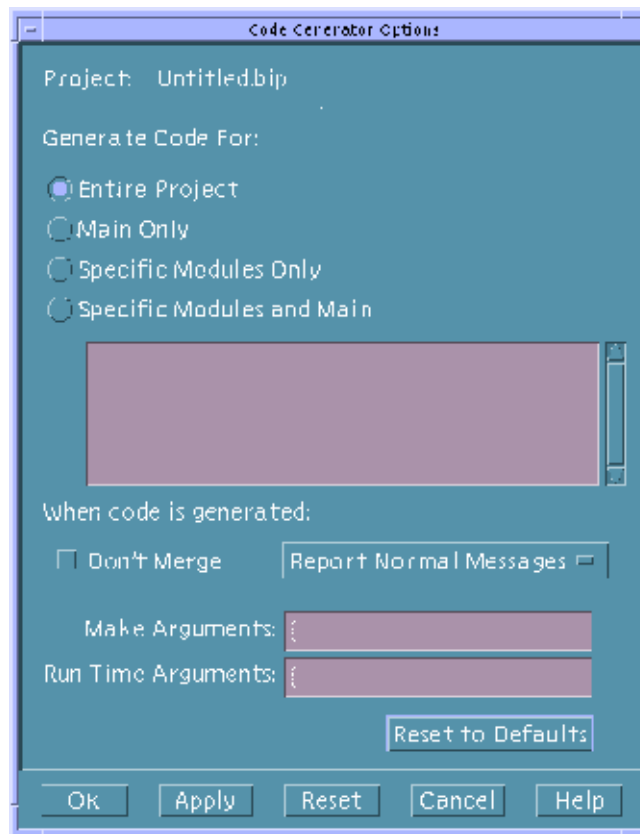 Code Generator Options
Project: Untitled.bip
Generate Code For:
Entire Project
Main Only
Specific Modules Only
Specific Modules and Main
When code is generated:
Don't Merge Report Normal Messages
Make Arguments:
Run Time Arguments:
Reset to Defaults
OK Apply Reset Cancel Help